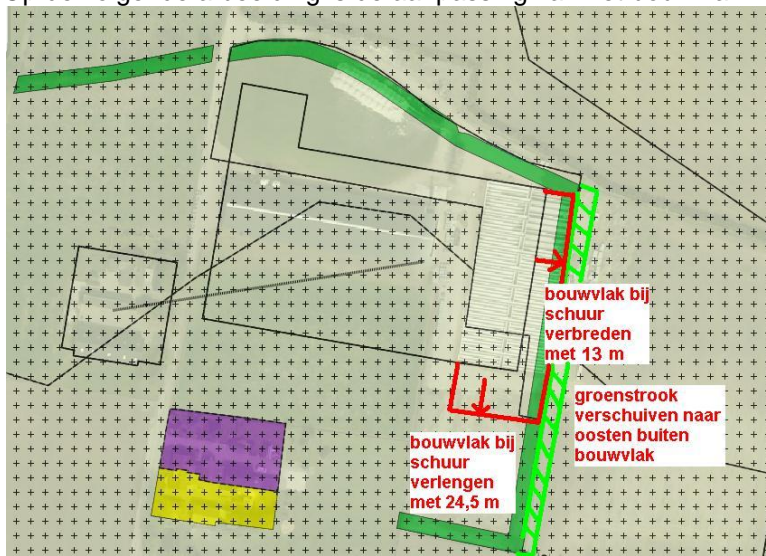 bouwvlak bij
schuur
verbreden
met 13 m
groenstrook
verschuiven naar
oosten buiten
bouwvlak
bouwvlak bij
schuur
verlengen
met 24,5 m